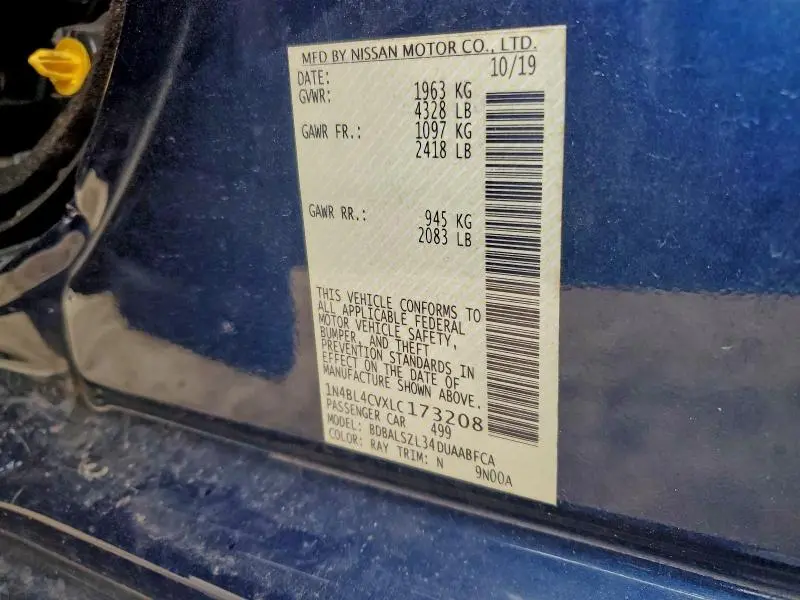 MFD BY NISSAN MOTOR CO., LTD.
DATE: 10/19
GVWR: 1963 KG
4328 LB
GAWR FR.: 1097 KG
2418 LB
GAWR RR.: 945 KG
2083 LB
THIS VEHICLE CONFORMS TO
ALL APPLICABLE FEDERAL
MOTOR VEHICLE SAFETY,
BUMPER, AND THEFT
PREVENTION STANDARDS IN
EFFECT ON THE DATE OF
MANUFACTURE SHOWN ABOVE.
1N4BL4CVXLC173208
PASSENGER CAR 499
MODEL: BDBALSZL34DUAABFCA
COLOR: RAY TRIM: N 9N00A